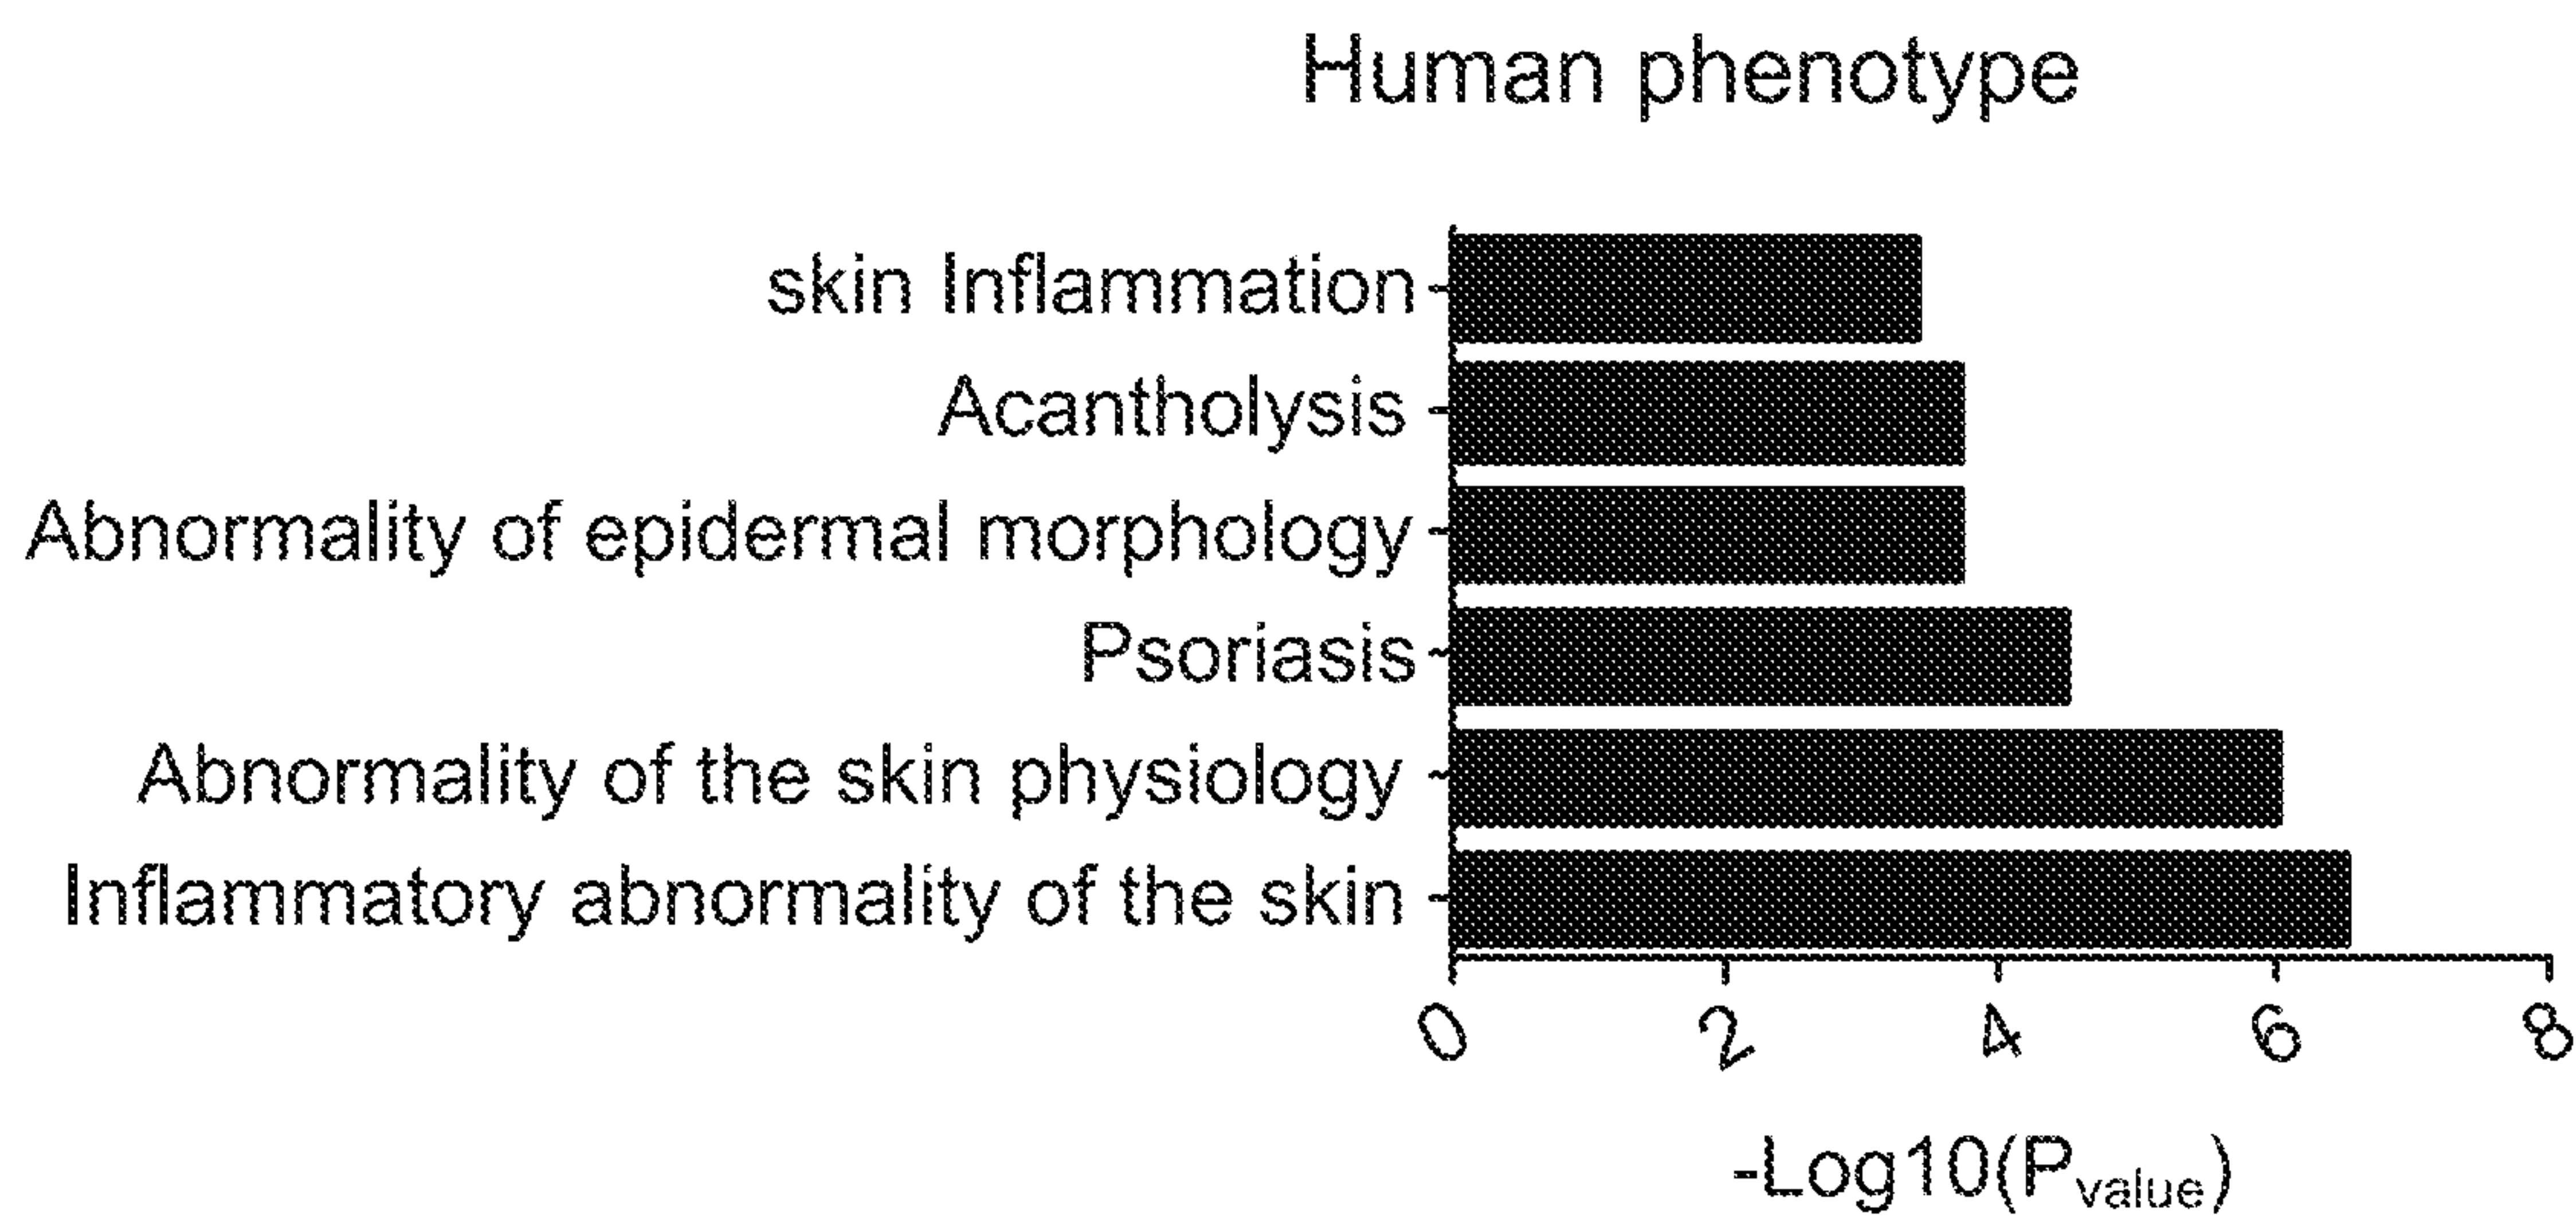 Human phenotype
skin Inflammation
Acantholysis
Abnormality of epidermal morphology
Psoriasis
Abnormality of the skin physiology
Inflammatory abnormality of the skin
0 2 4 6 8
-Log10(Pvalue)